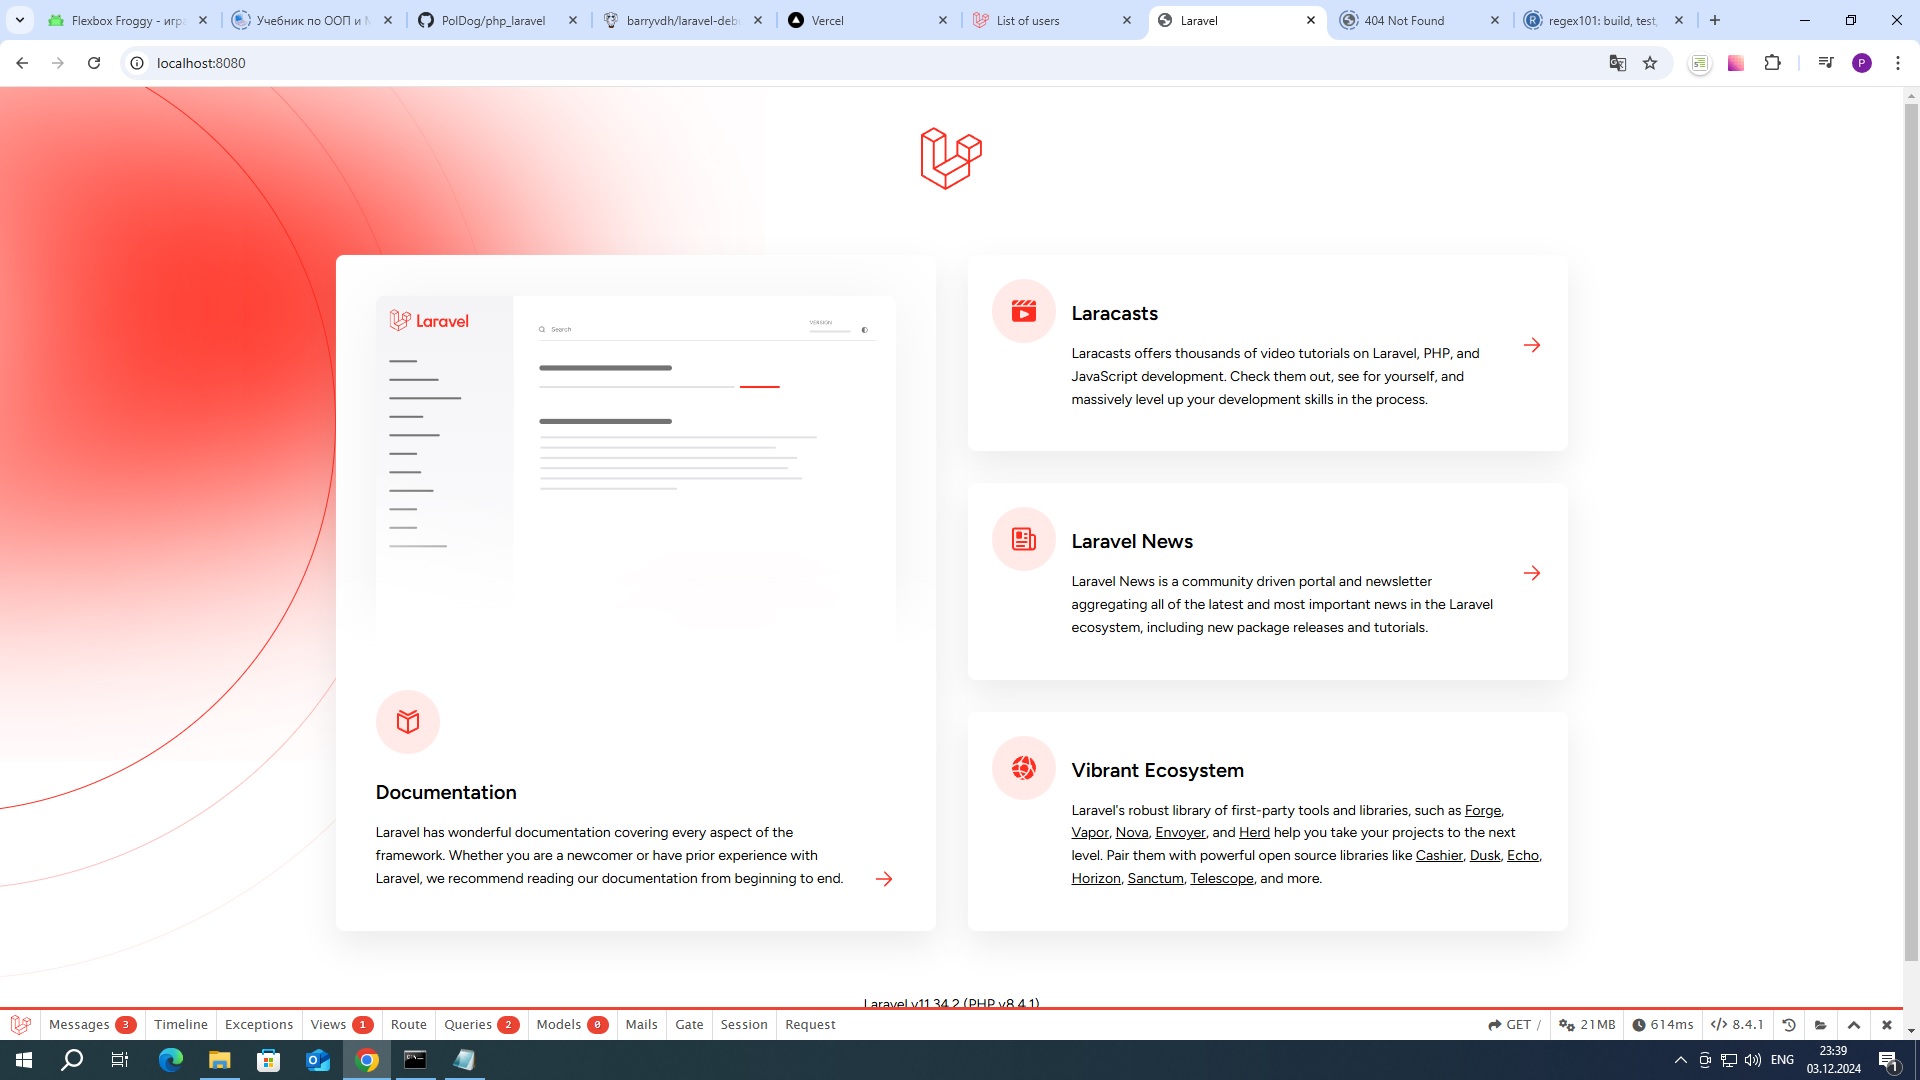 Flexbox Froggy - игра
Учебник по ООП и
PolDog/php_laravel
barryvdh/laravel-deb
Vercel
List of users
Laravel
404 Not Found
regex101: build, test,
localhost:8080
P
Laravel
Search
VERSION
Documentation
Laravel has wonderful documentation covering every aspect of the
framework. Whether you are a newcomer or have prior experience with
Laravel, we recommend reading our documentation from beginning to end.
Laracasts
Laracasts offers thousands of video tutorials on Laravel, PHP, and
JavaScript development. Check them out, see for yourself, and
massively level up your development skills in the process.
Laravel News
Laravel News is a community driven portal and newsletter
aggregating all of the latest and most important news in the Laravel
ecosystem, including new package releases and tutorials.
Vibrant Ecosystem
Laravel's robust library of first-party tools and libraries, such as Forge,
Vapor, Nova, Envoyer, and Herd help you take your projects to the next
level. Pair them with powerful open source libraries like Cashier, Dusk, Echo,
Horizon, Sanctum, Telescope, and more.
Laravel v11.34.2 (PHP v8.4.1)
Messages 3 Timeline Exceptions Views 1 Route Queries 2 Models 0 Mails Gate Session Request GET / 21MB 614ms 8.4.1
ENG
23:39
03.12.2024
1